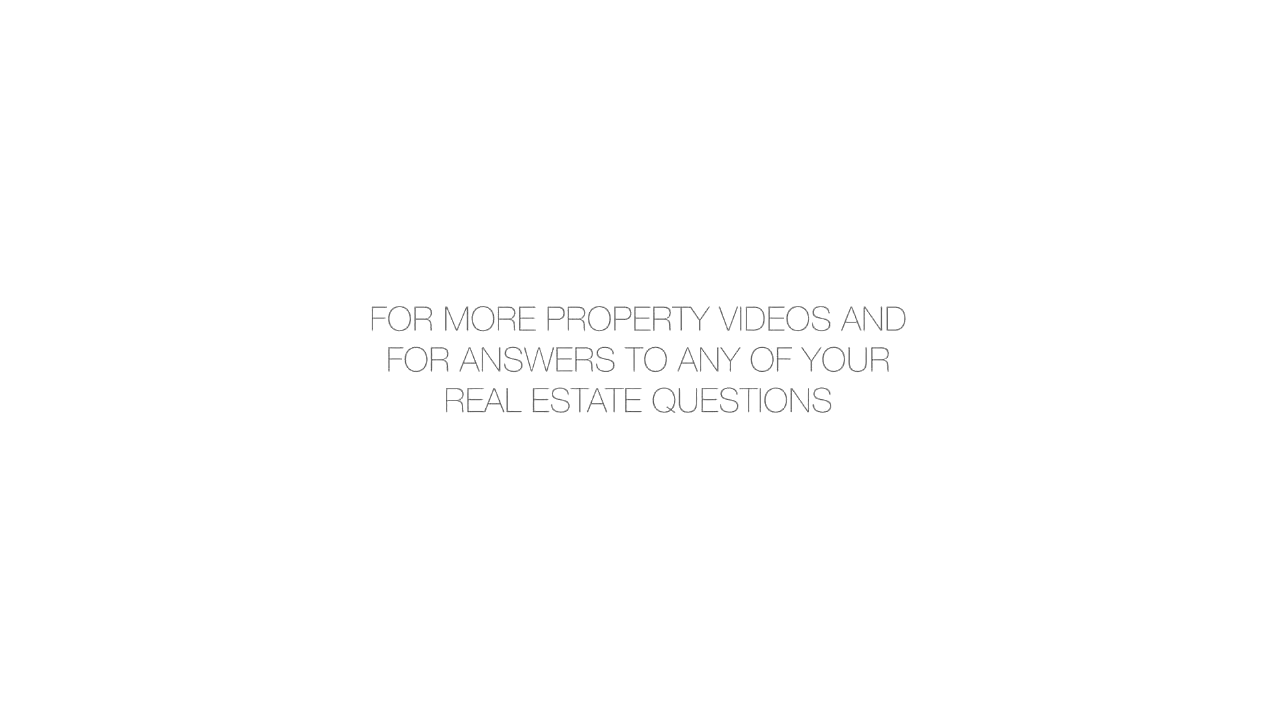 FOR MORE PROPERTY VIDEOS AND
FOR ANSWERS TO ANY OF YOUR
REAL ESTATE QUESTIONS